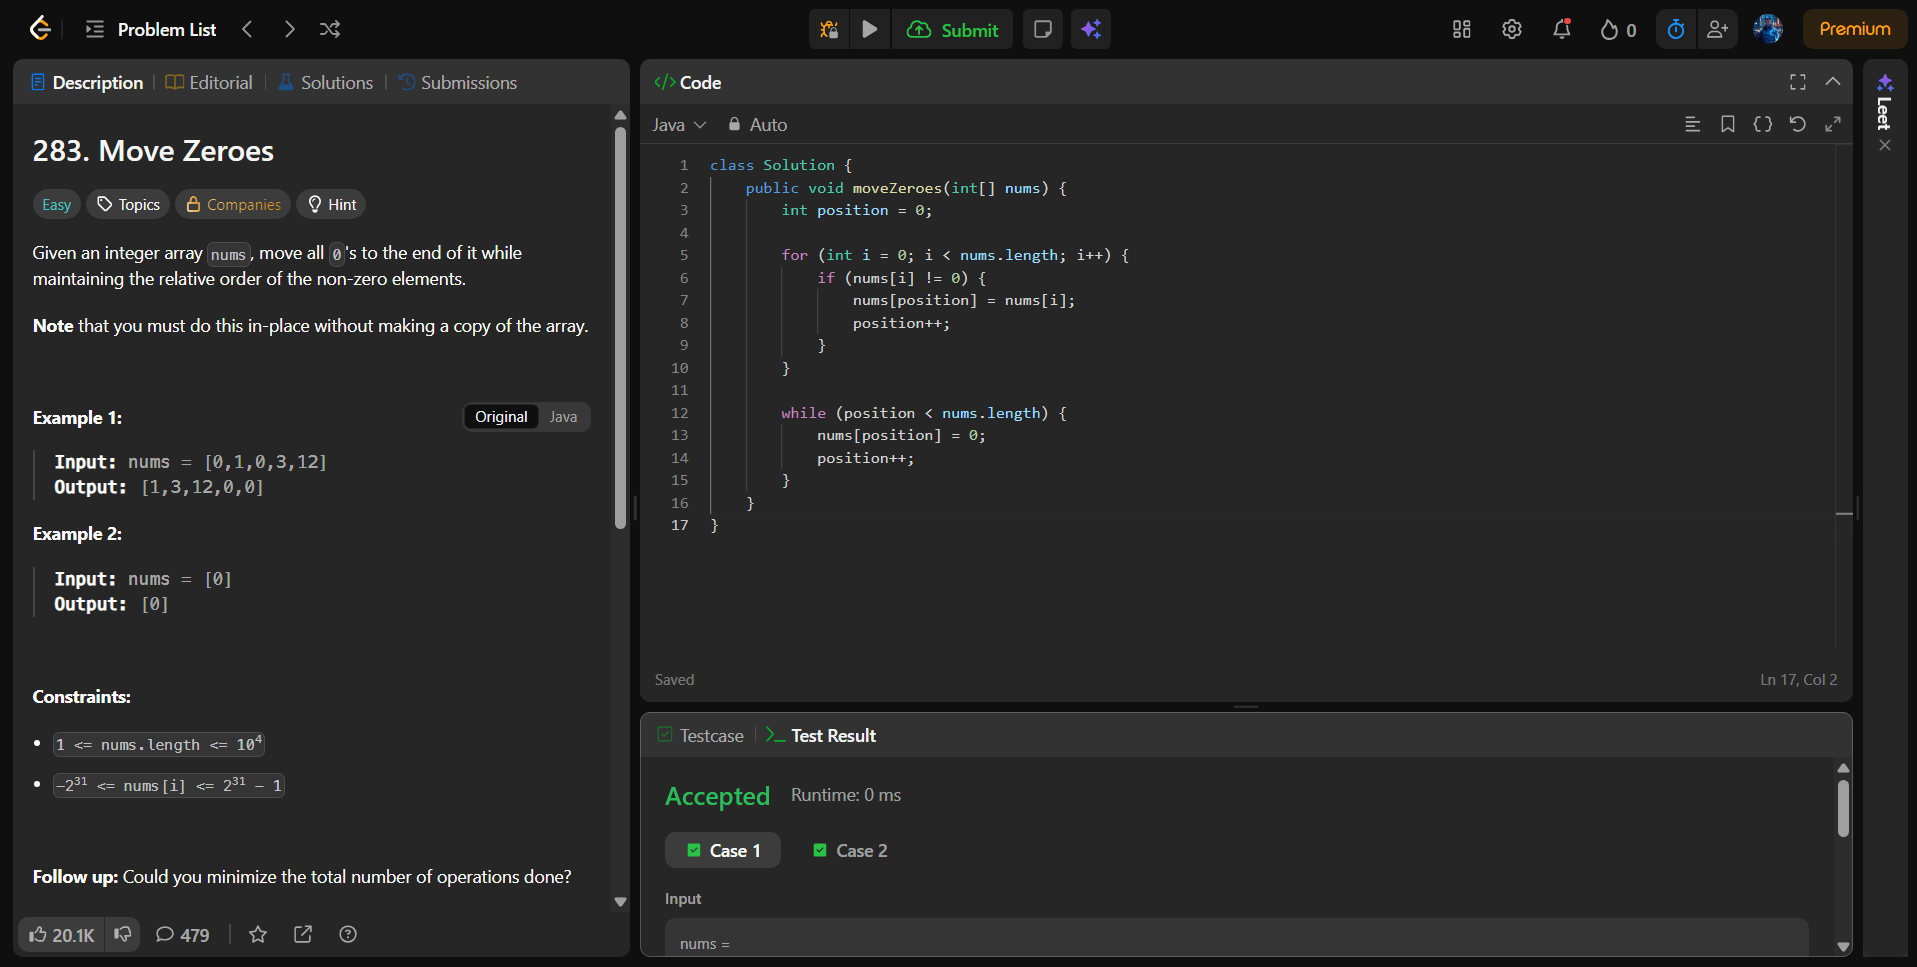 Problem List
Submit
0
Premium
Description
Editorial
Solutions
Submissions
283. Move Zeroes
Easy
Topics
Companies
Hint
Given an integer array nums, move all 0's to the end of it while
maintaining the relative order of the non-zero elements.
Note that you must do this in-place without making a copy of the array.
Example 1:
Original
Java
Input: nums = [0,1,0,3,12]
Output: [1,3,12,0,0]
Example 2:
Input: nums = [0]
Output: [0]
Constraints:
• 1 <= nums.length <= 10⁴
• -2³¹ <= nums[i] <= 2³¹ - 1
Follow up: Could you minimize the total number of operations done?
20.1K
479
</> Code
Java
Auto
1 class Solution {
2     public void moveZeroes(int[] nums) {
3         int position = 0;
4
5         for (int i = 0; i < nums.length; i++) {
6             if (nums[i] != 0) {
7                 nums[position] = nums[i];
8                 position++;
9             }
10         }
11
12         while (position < nums.length) {
13             nums[position] = 0;
14             position++;
15         }
16     }
17 }
Saved
Ln 17, Col 2
Testcase
Test Result
Accepted
Runtime: 0 ms
Case 1
Case 2
Input
nums =
Leet